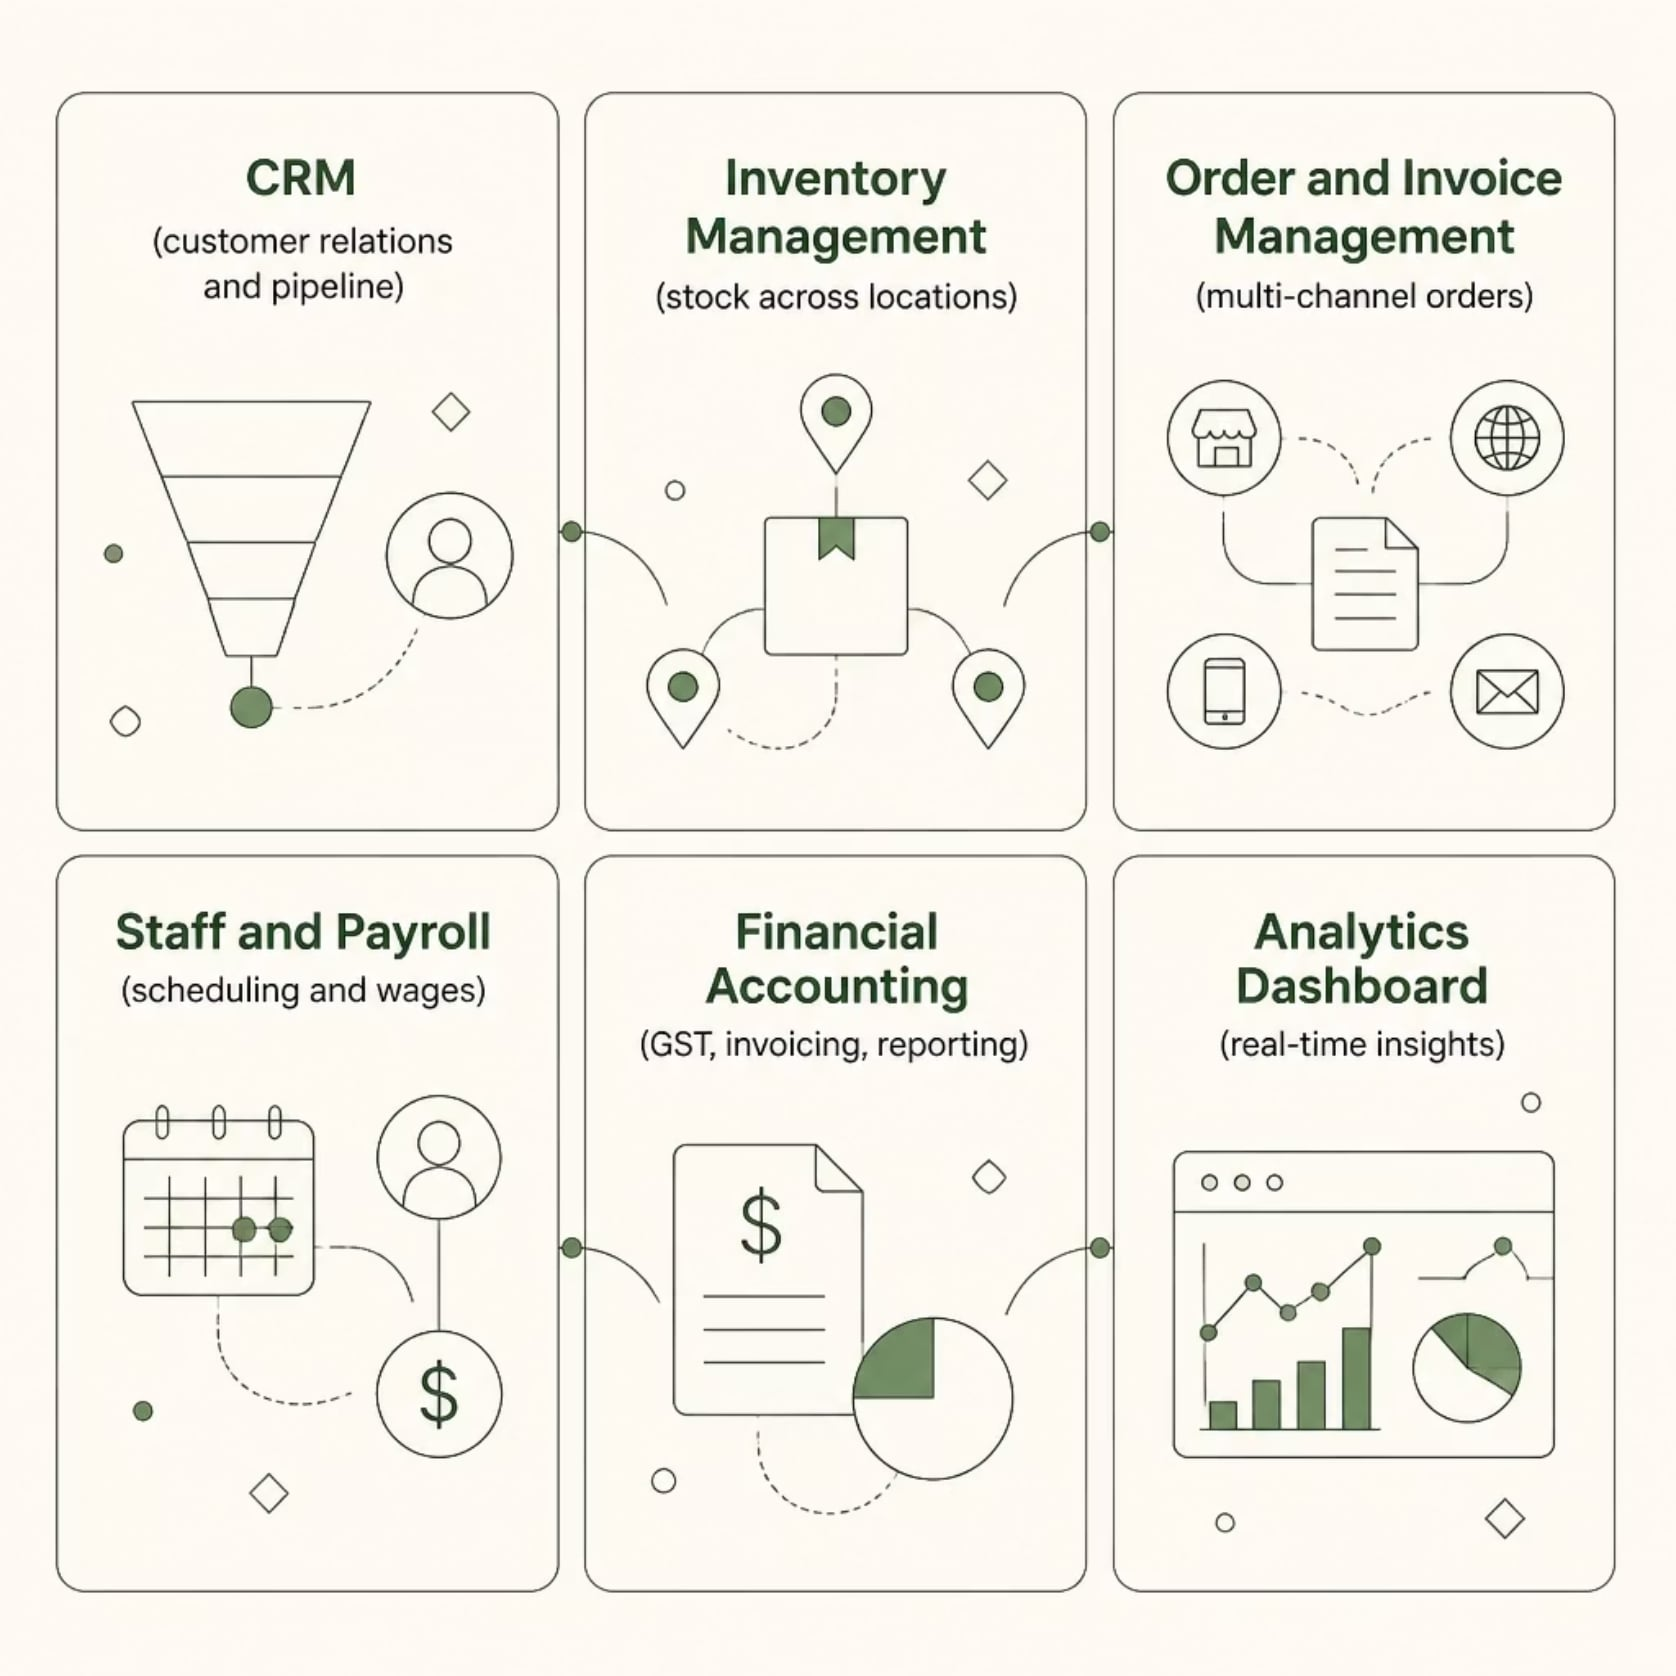 CRM
(customer relations
and pipeline)
Inventory
Management
(stock across locations)
Order and Invoice
Management
(multi-channel orders)
Staff and Payroll
(scheduling and wages)
$
Financial
Accounting
(GST, invoicing, reporting)
$
Analytics
Dashboard
(real-time insights)